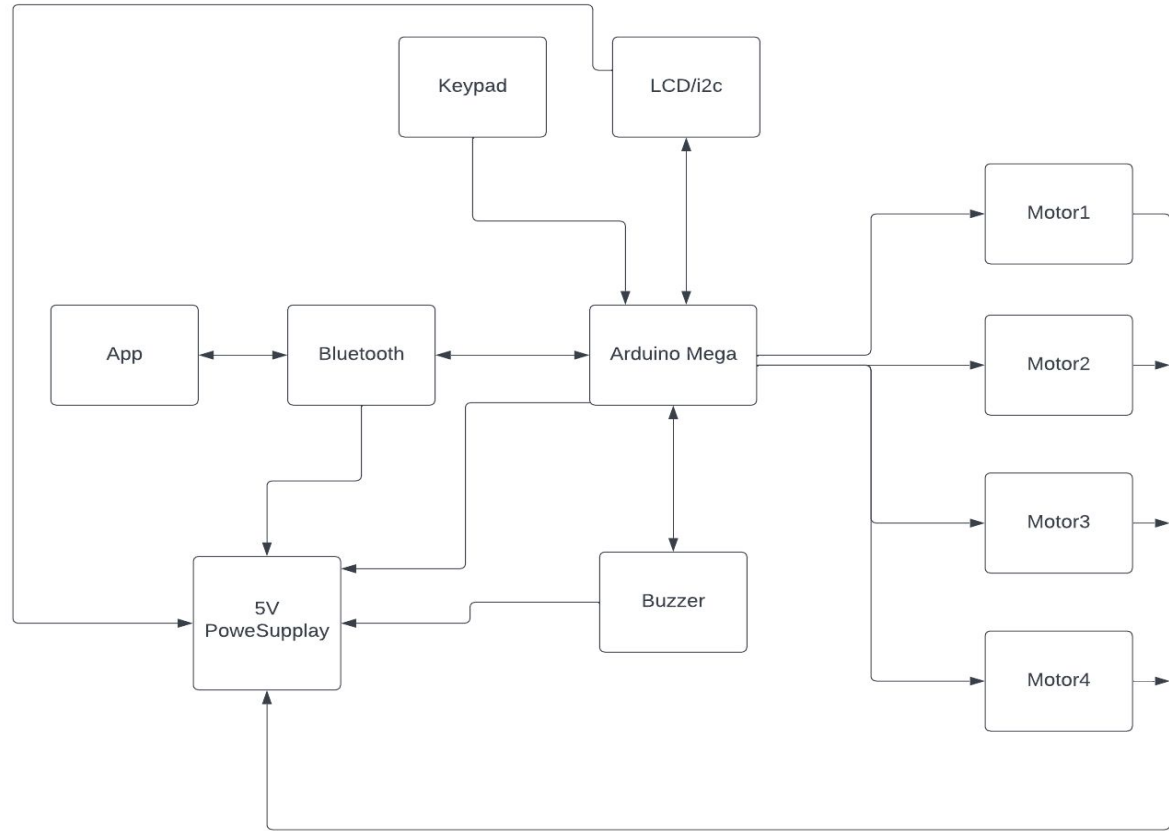 Keypad
LCD/i2c
Motor1
Motor2
App
Bluetooth
Arduino Mega
Motor3
Buzzer
5V
PoweSupplay
Motor4